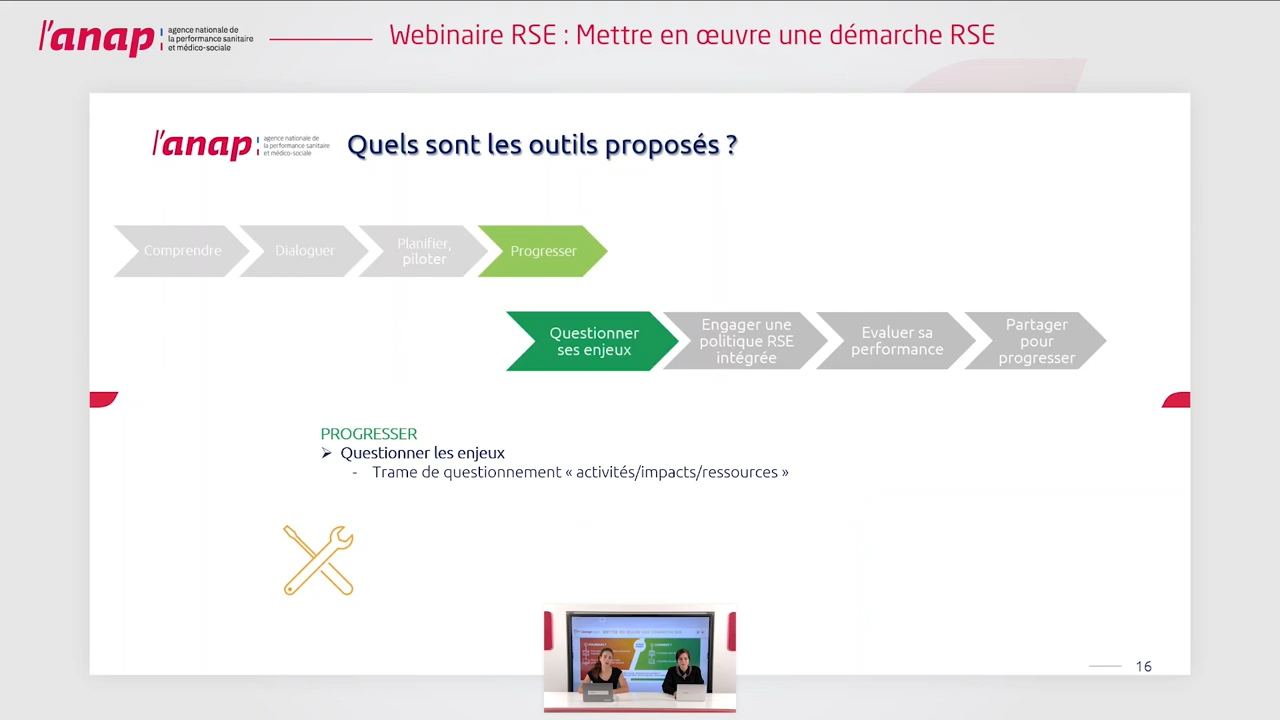 l'anap
agence nationale de
la performance sanitaire
et médico-sociale
Webinaire RSE : Mettre en œuvre une démarche RSE
l'anap
agence nationale de
la performance sanitaire
et médico-sociale
Quels sont les outils proposés ?
Comprendre
Dialoguer
Planifier,
piloter
Progresser
Questionner
ses enjeux
Engager une
politique RSE
intégrée
Evaluer sa
performance
Partager
pour
progresser
PROGRESSER
➢ Questionner les enjeux
- Trame de questionnement « activités/impacts/ressources »
16